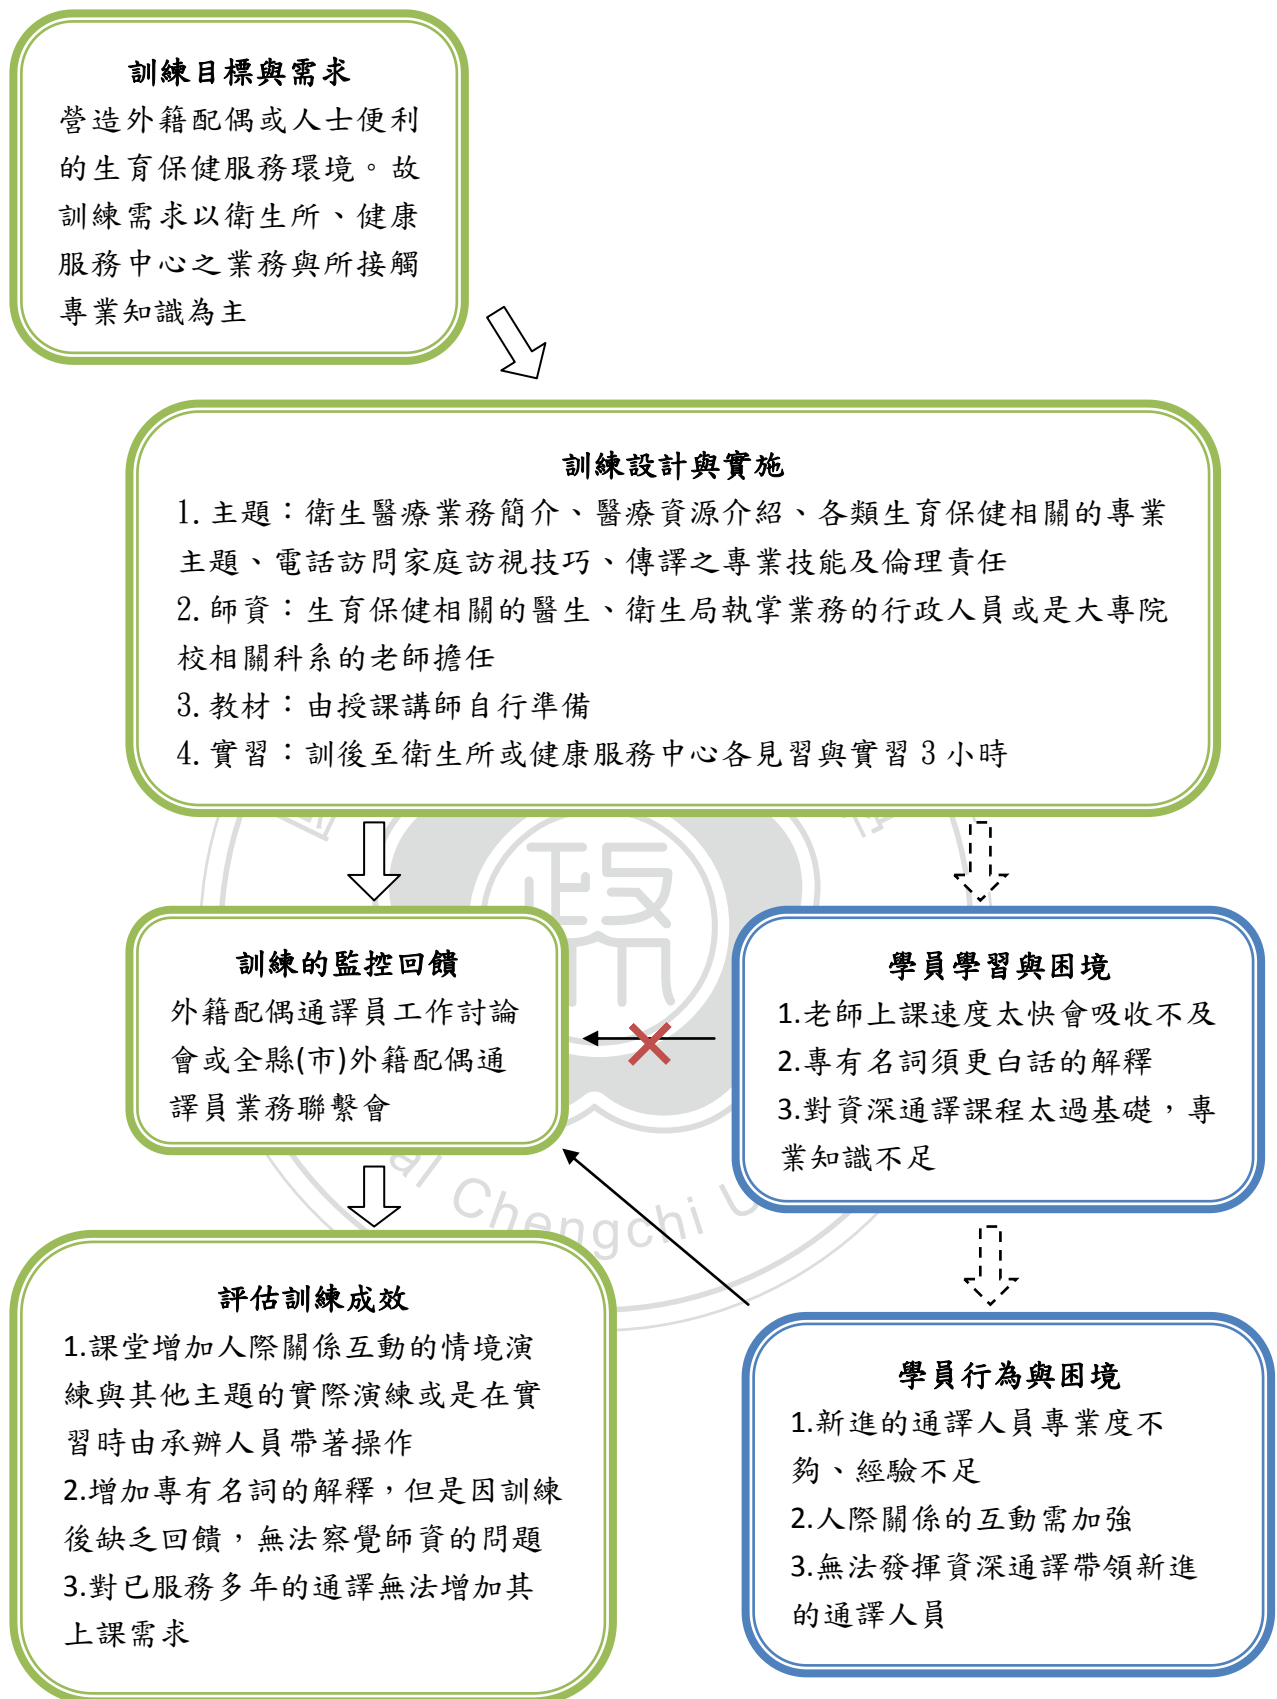 訓練目標與需求
營造外籍配偶或人士便利
的生育保健服務環境。故
訓練需求以衛生所、健康
服務中心之業務與所接觸
專業知識為主
訓練設計與實施
1.主題：衛生醫療業務簡介、醫療資源介紹、各類生育保健相關的專業
主題、電話訪問家庭訪視技巧、傳譯之專業技能及倫理責任
2.師資：生育保健相關的醫生、衛生局執掌業務的行政人員或是大專院
校相關科系的老師擔任
3.教材：由授課講師自行準備
4.實習：訓後至衛生所或健康服務中心各見習與實習 3 小時
訓練的監控回饋
外籍配偶通譯員工作討論
會或全縣(市)外籍配偶通
譯員業務聯繫會
學員學習與困境
1.老師上課速度太快會吸收不及
2.專有名詞須更白話的解釋
3.對資深通譯課程太過基礎，專
業知識不足
評估訓練成效
1.課堂增加人際關係互動的情境演
練與其他主題的實際演練或是在實
習時由承辦人員帶著操作
2.增加專有名詞的解釋，但是因訓練
後缺乏回饋，無法察覺師資的問題
3.對已服務多年的通譯無法增加其
上課需求
學員行為與困境
1.新進的通譯人員專業度不
夠、經驗不足
2.人際關係的互動需加強
3.無法發揮資深通譯帶領新進
的通譯人員
政
al Chengchi U